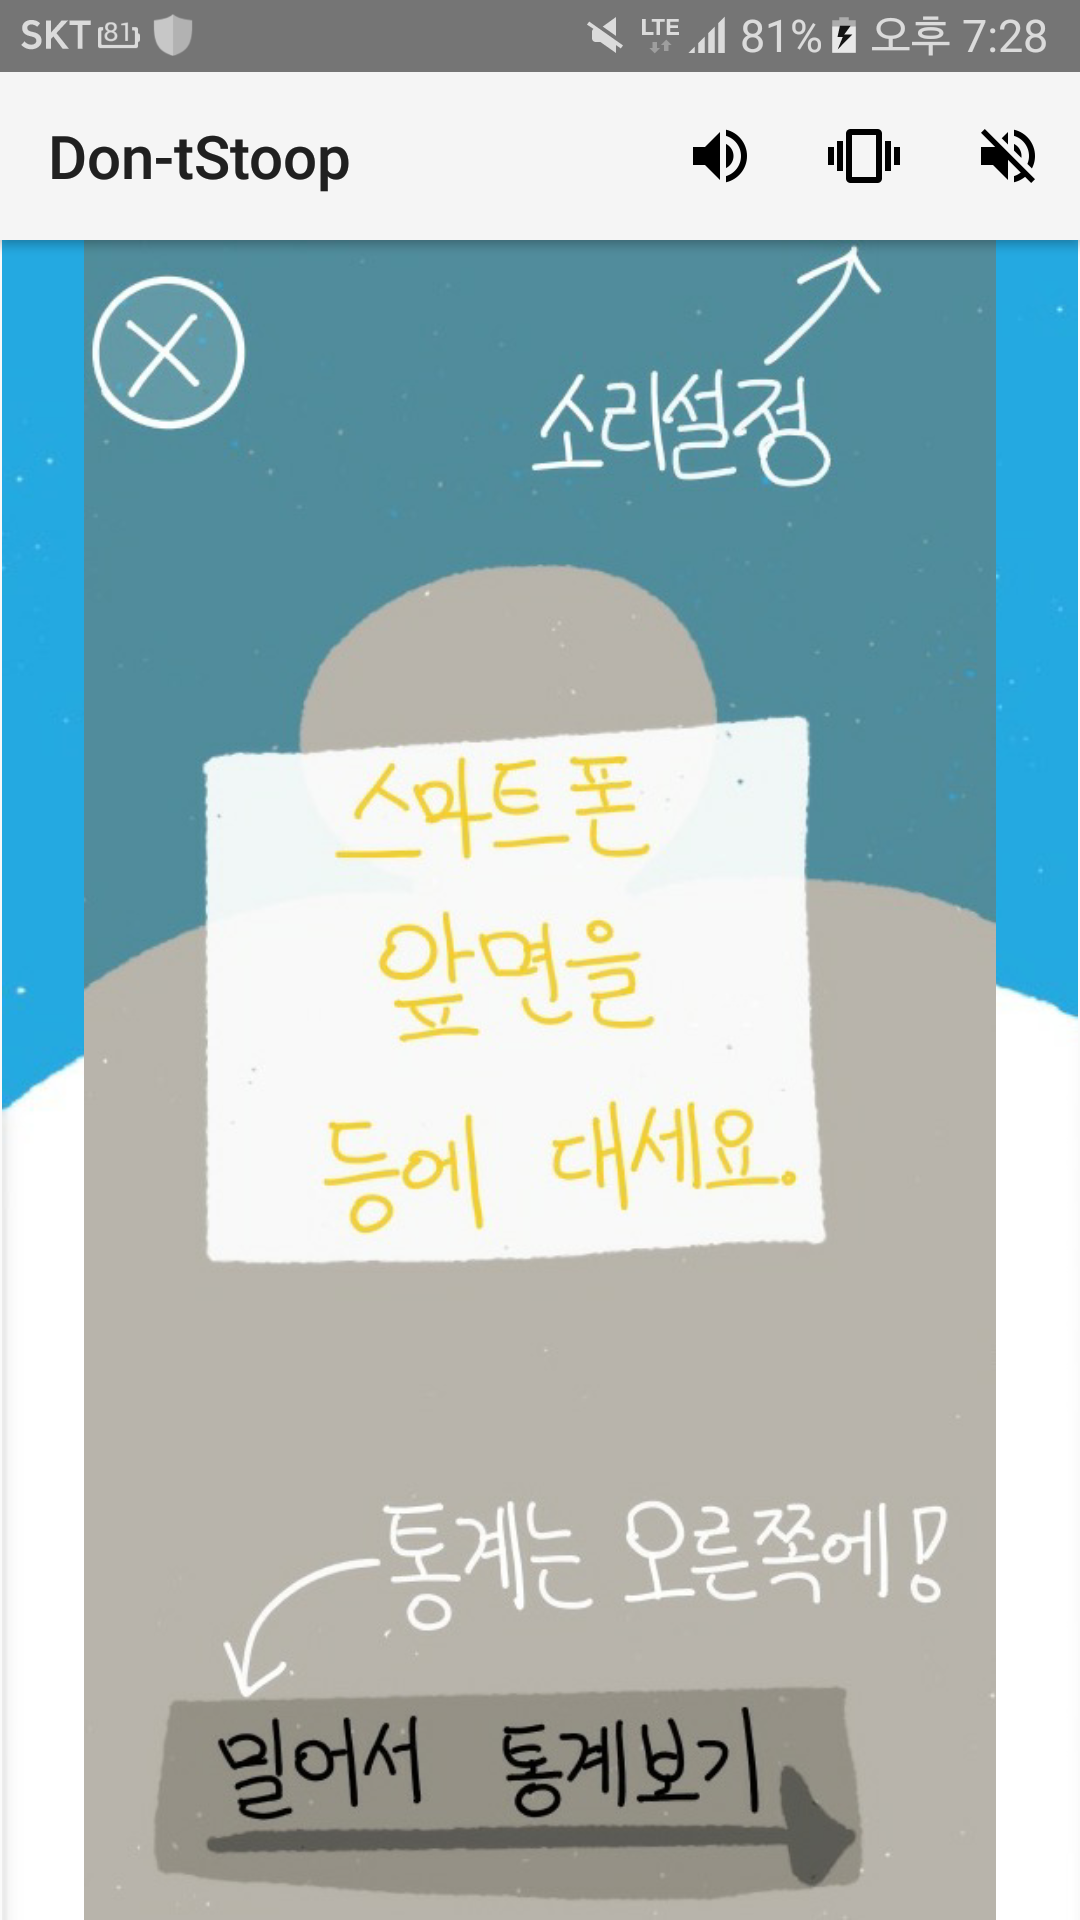 SKT 81 LTE 81% 오후 7:28
Don-tStoop
소리설정
스마트폰
앞면을
등에 대세요.
통계는 오른쪽에!
밀어서 통계보기